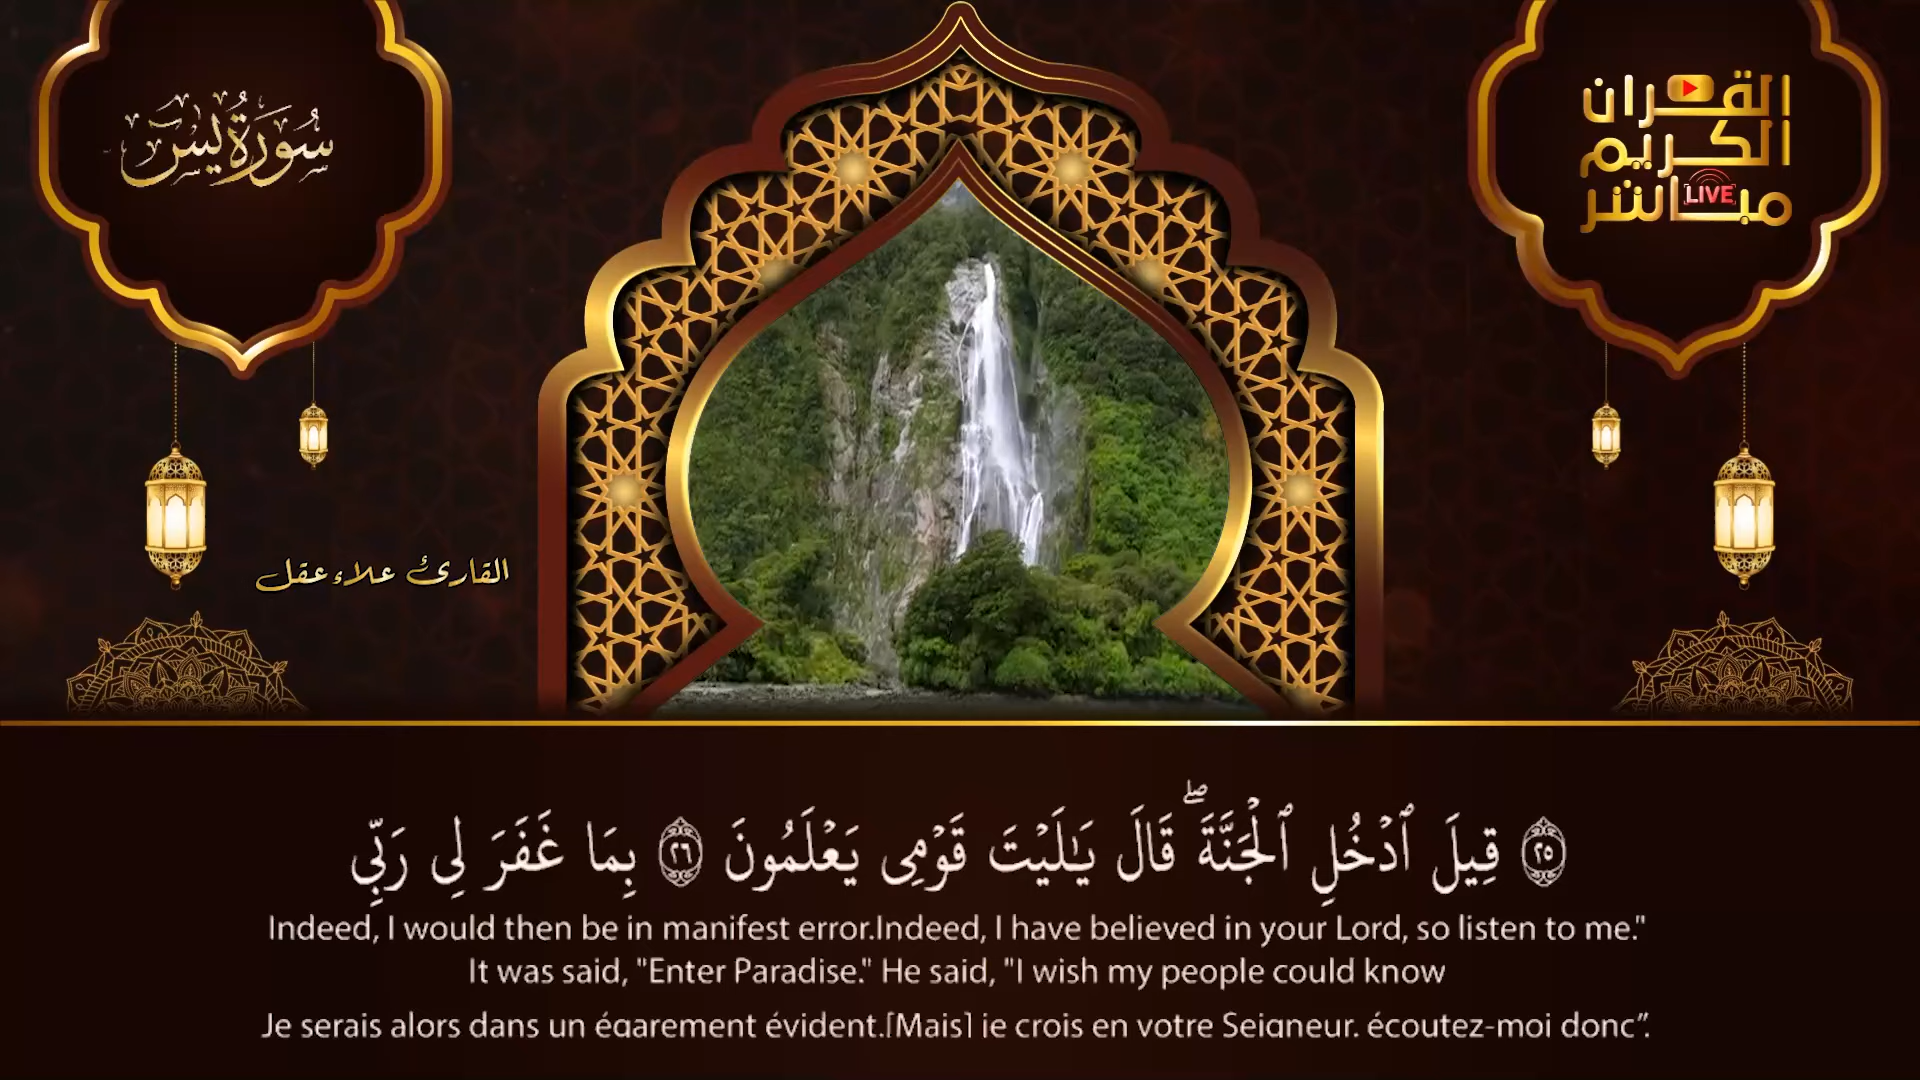 سُورَةُ يس
القرآن
الكريم
مباشر
LIVE
القارئ علاء عقل
۝٢٥ قِيلَ ٱدْخُلِ ٱلْجَنَّةَ ۖ قَالَ يَـٰلَيْتَ قَوْمِى يَعْلَمُونَ ۝٢٦ بِمَا غَفَرَ لِى رَبِّى
Indeed, I would then be in manifest error.Indeed, I have believed in your Lord, so listen to me."
It was said, "Enter Paradise." He said, "I wish my people could know
Je serais alors dans un égarement évident.[Mais] je crois en votre Seigneur. écoutez-moi donc”.